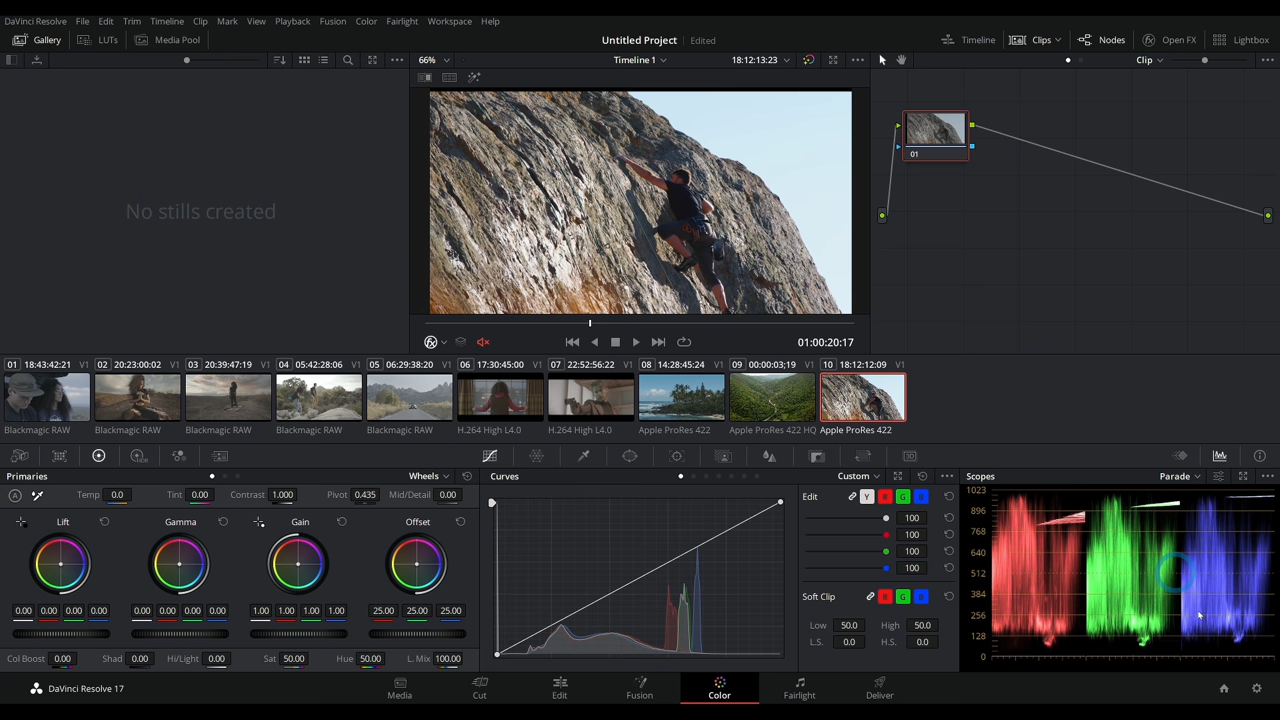 DaVinci Resolve File Edit Trim Timeline Clip Mark View Playback Fusion Color Fairlight Workspace Help
Gallery LUTs Media Pool Untitled Project Edited Timeline Clips Nodes Open FX Lightbox
66% Timeline 1 18:12:13:23 Clip
No stills created
01
01:00:20:17
01 18:43:42:21 V1 02 20:23:00:02 V1 03 20:39:47:19 V1 04 05:42:28:06 V1 05 06:29:38:20 V1 06 17:30:45:00 V1 07 22:52:56:22 V1 08 14:28:45:24 V1 09 00:00:03;19 V1 10 18:12:12:09 V1
Blackmagic RAW Blackmagic RAW Blackmagic RAW Blackmagic RAW Blackmagic RAW H.264 High L4.0 H.264 High L4.0 Apple ProRes 422 Apple ProRes 422 HQ Apple ProRes 422
Primaries Wheels Curves Custom Scopes Parade
A Temp 0.0 Tint 0.00 Contrast 1.000 Pivot 0.435 Mid/Detail 0.00
Lift Gamma Gain Offset
0.00 0.00 0.00 0.00 0.00 0.00 0.00 0.00 1.00 1.00 1.00 1.00 25.00 25.00 25.00
Col Boost 0.00 Shad 0.00 Hi/Light 0.00 Sat 50.00 Hue 50.00 L. Mix 100.00
Edit Y R G B
100
100
100
100
Soft Clip R G B
Low 50.0 High 50.0
L.S. 0.0 H.S. 0.0
1023
896
768
640
512
384
256
128
0
DaVinci Resolve 17 Media Cut Edit Fusion Color Fairlight Deliver